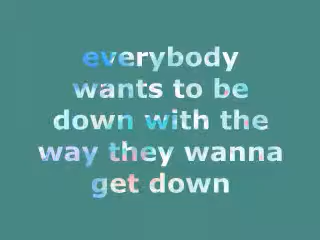 everybody
wants to be
down with the
way they wanna
get down